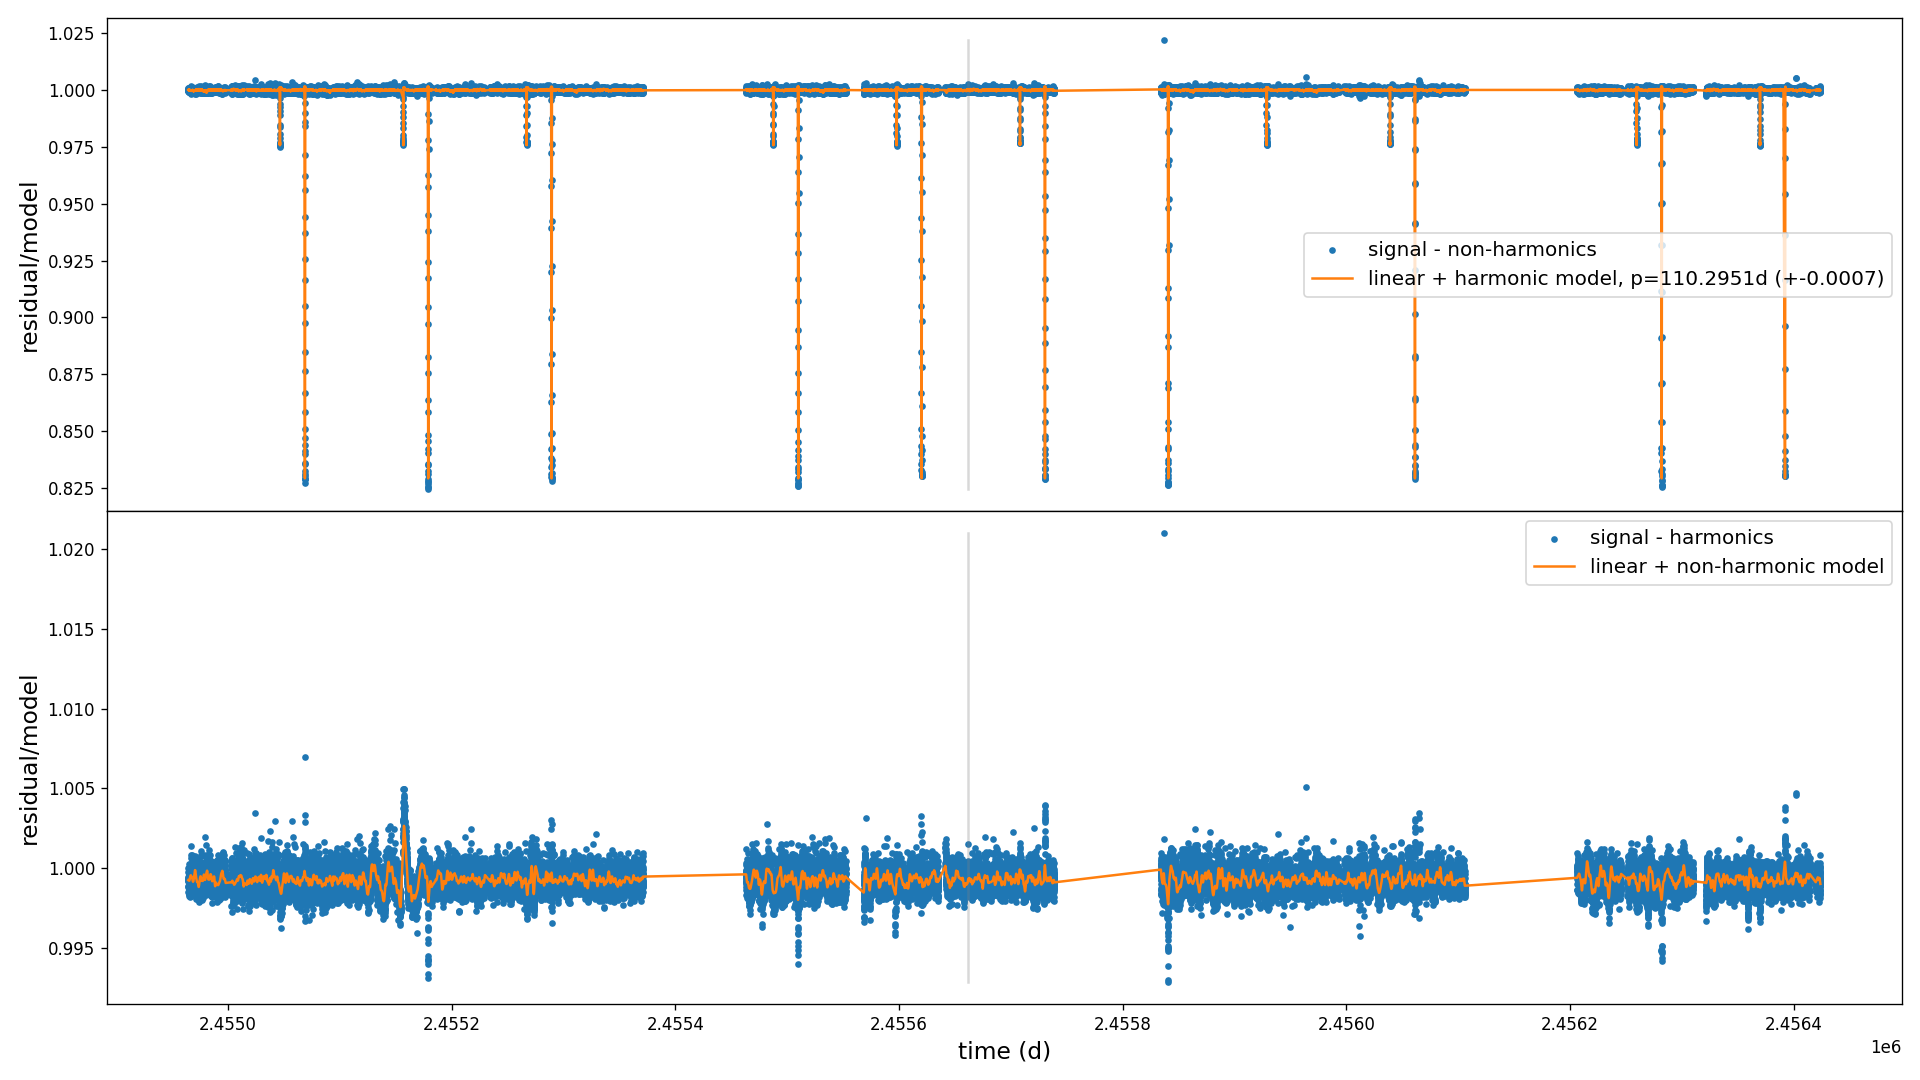 1.025
1.000
0.975
0.950
0.925
0.900
0.875
0.850
0.825
residual/model
signal - non-harmonics
linear + harmonic model, p=110.2951d (+-0.0007)
1.020
1.015
1.010
1.005
1.000
0.995
residual/model
signal - harmonics
linear + non-harmonic model
2.4550 2.4552 2.4554 2.4556 2.4558 2.4560 2.4562 2.4564
time (d)
1e6